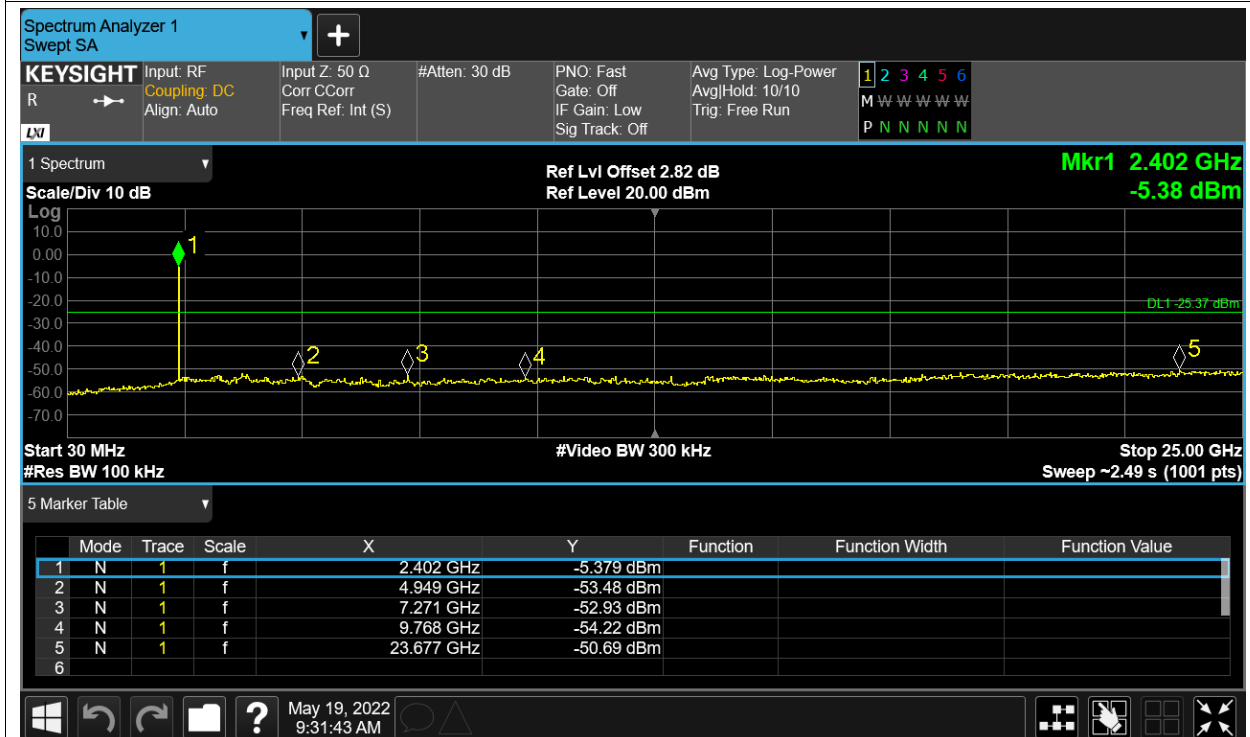 Spectrum Analyzer 1
Swept SA
+
KEYSIGHT Input: RF Input Z: 50 Ω #Atten: 30 dB PNO: Fast Avg Type: Log-Power 1 2 3 4 5 6
R Coupling: DC Corr CCorr Gate: Off Avg|Hold: 10/10 M W W W W W
Align: Auto Freq Ref: Int (S) IF Gain: Low Trig: Free Run
LXI Sig Track: Off P N N N N N
1 Spectrum Ref Lvl Offset 2.82 dB Mkr1 2.402 GHz
Scale/Div 10 dB Ref Level 20.00 dBm -5.38 dBm
Log
10.0
1
0.00
-10.0
-20.0 DL1 -25.37 dBm
-30.0
-40.0
2 3 4 5
-50.0
-60.0
-70.0
Start 30 MHz #Video BW 300 kHz Stop 25.00 GHz
#Res BW 100 kHz Sweep ~2.49 s (1001 pts)
5 Marker Table
Mode Trace Scale X Y Function Function Width Function Value
1 N 1 f 2.402 GHz -5.379 dBm
2 N 1 f 4.949 GHz -53.48 dBm
3 N 1 f 7.271 GHz -52.93 dBm
4 N 1 f 9.768 GHz -54.22 dBm
5 N 1 f 23.677 GHz -50.69 dBm
6
? May 19, 2022
9:31:43 AM